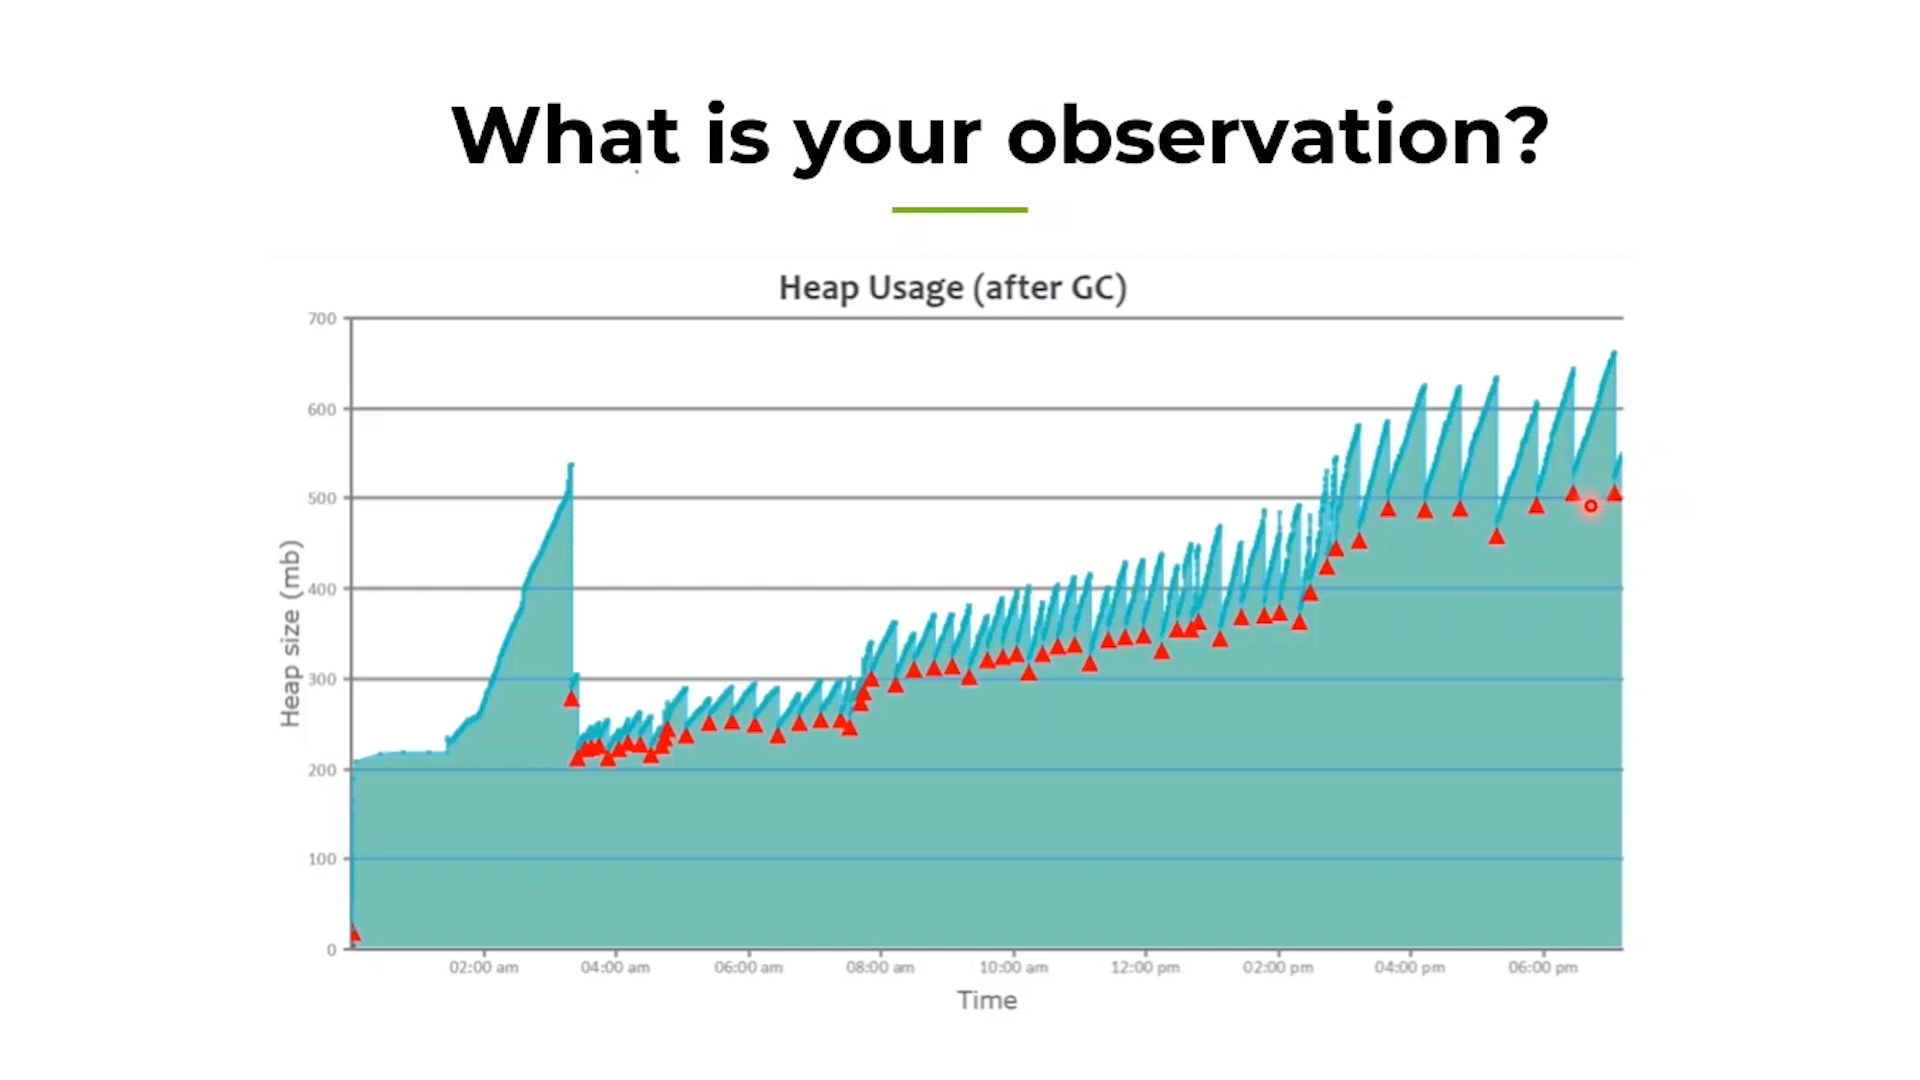 What is your observation?
Heap Usage (after GC)
700
600
500
400
300
200
100
0
Heap size (mb)
02:00 am 04:00 am 06:00 am 08:00 am 10:00 am 12:00 pm 02:00 pm 04:00 pm 06:00 pm
Time